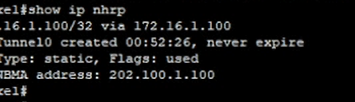 rel#show ip nhrp
.16.1.100/32 via 172.16.1.100
Tunnel0 created 00:52:26, never expire
Type: static, Flags: used
NBMA address: 202.100.1.100
rel#